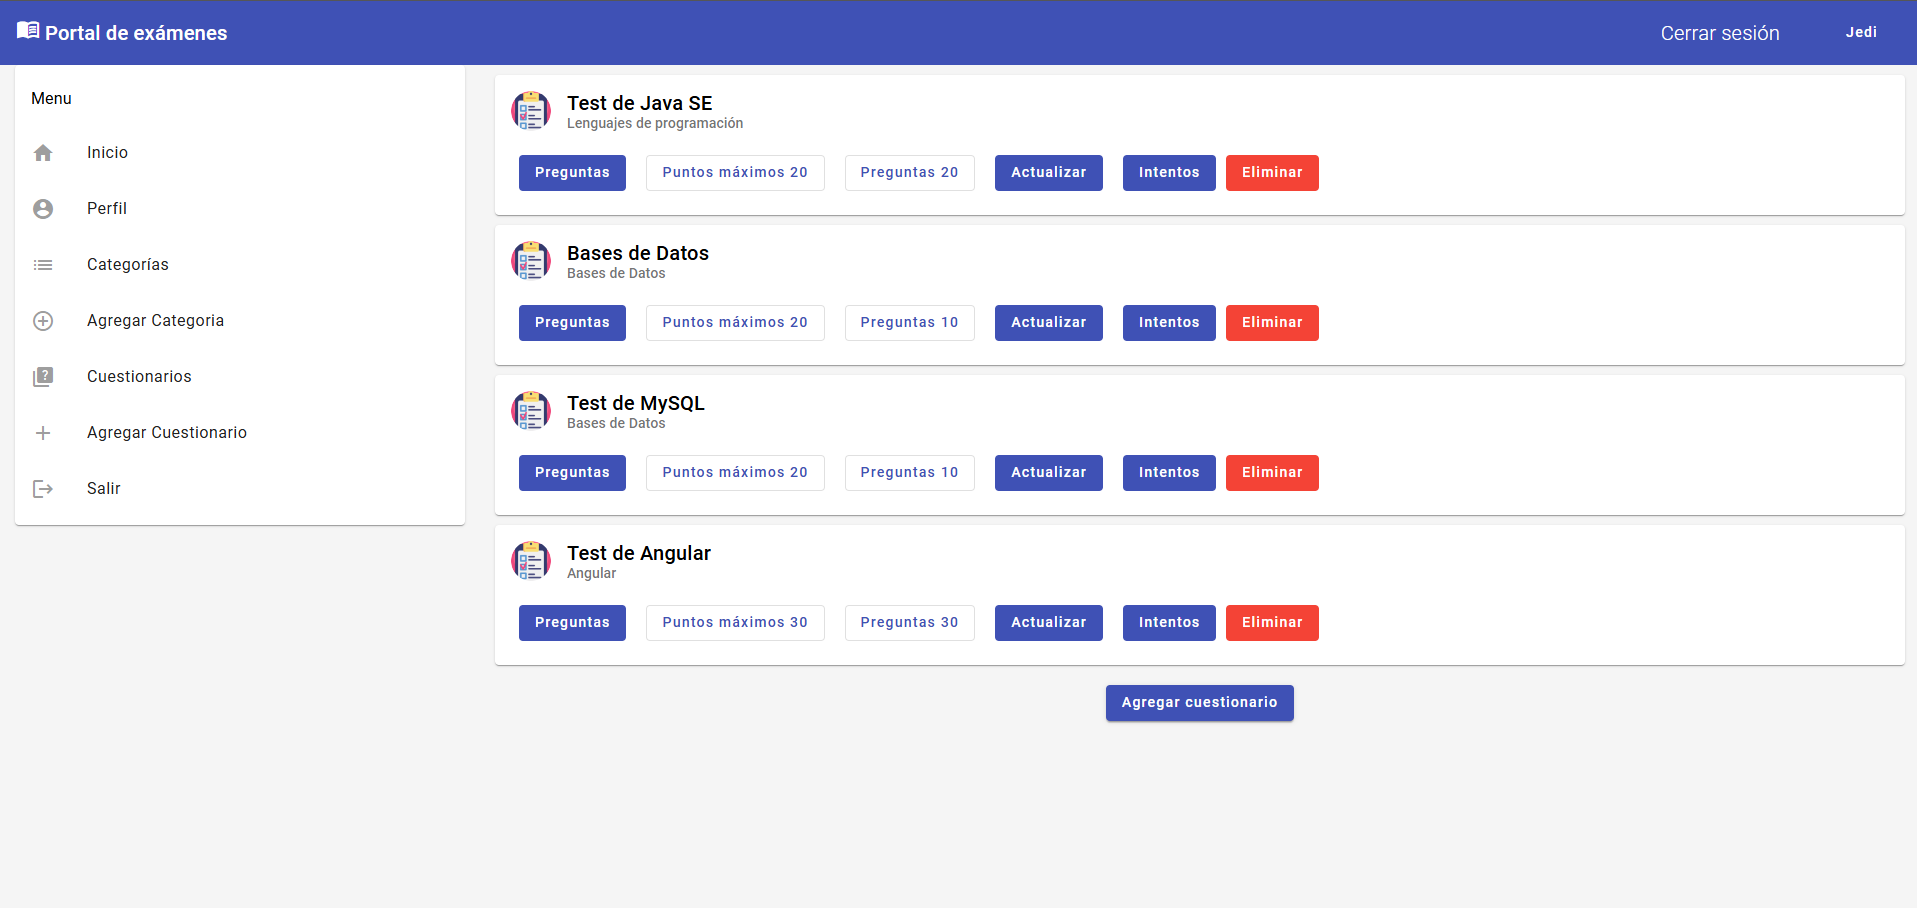 Portal de exámenes
Cerrar sesión Jedi
Menu
Inicio
Perfil
Categorías
Agregar Categoria
Cuestionarios
Agregar Cuestionario
Salir
Test de Java SE
Lenguajes de programación
Preguntas Puntos máximos 20 Preguntas 20 Actualizar Intentos Eliminar
Bases de Datos
Bases de Datos
Preguntas Puntos máximos 20 Preguntas 10 Actualizar Intentos Eliminar
Test de MySQL
Bases de Datos
Preguntas Puntos máximos 20 Preguntas 10 Actualizar Intentos Eliminar
Test de Angular
Angular
Preguntas Puntos máximos 30 Preguntas 30 Actualizar Intentos Eliminar
Agregar cuestionario